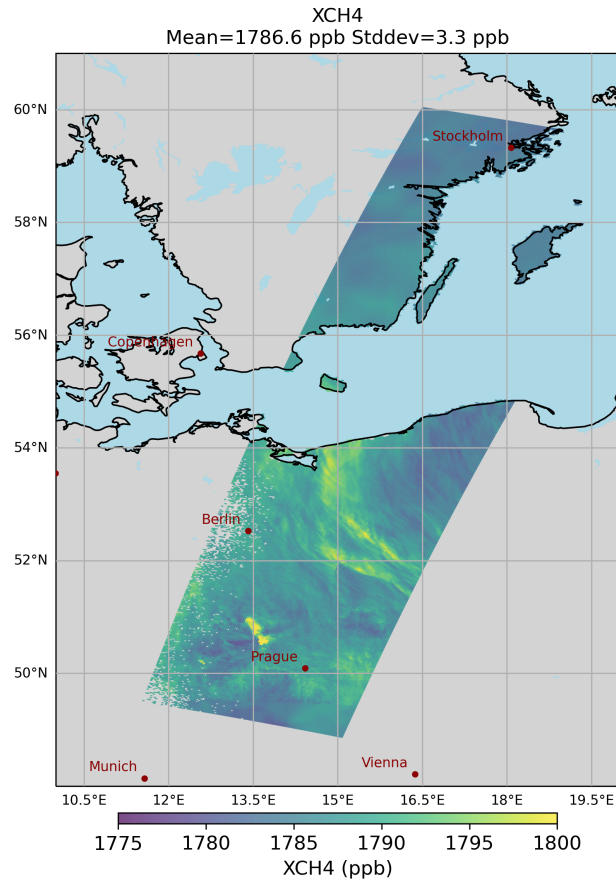 XCH4
Mean=1786.6 ppb Stddev=3.3 ppb
60°N
Stockholm
58°N
56°N
Copenhagen
54°N
Berlin
52°N
Prague
50°N
Munich
Vienna
10.5°E 12°E 13.5°E 15°E 16.5°E 18°E 19.5°E
1775 1780 1785 1790 1795 1800
XCH4 (ppb)